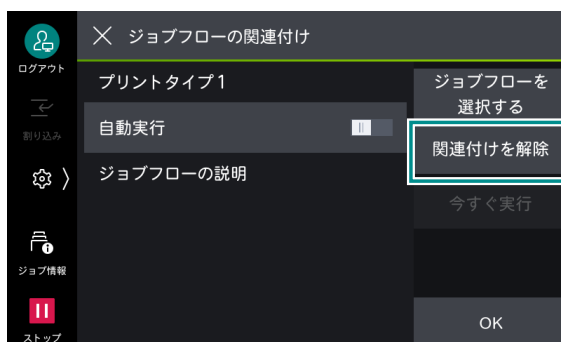 ログアウト
割り込み
ジョブ情報
ストップ
ジョブフローの関連付け
プリントタイプ1
自動実行
ジョブフローの説明
ジョブフローを
選択する
関連付けを解除
今すぐ実行
OK